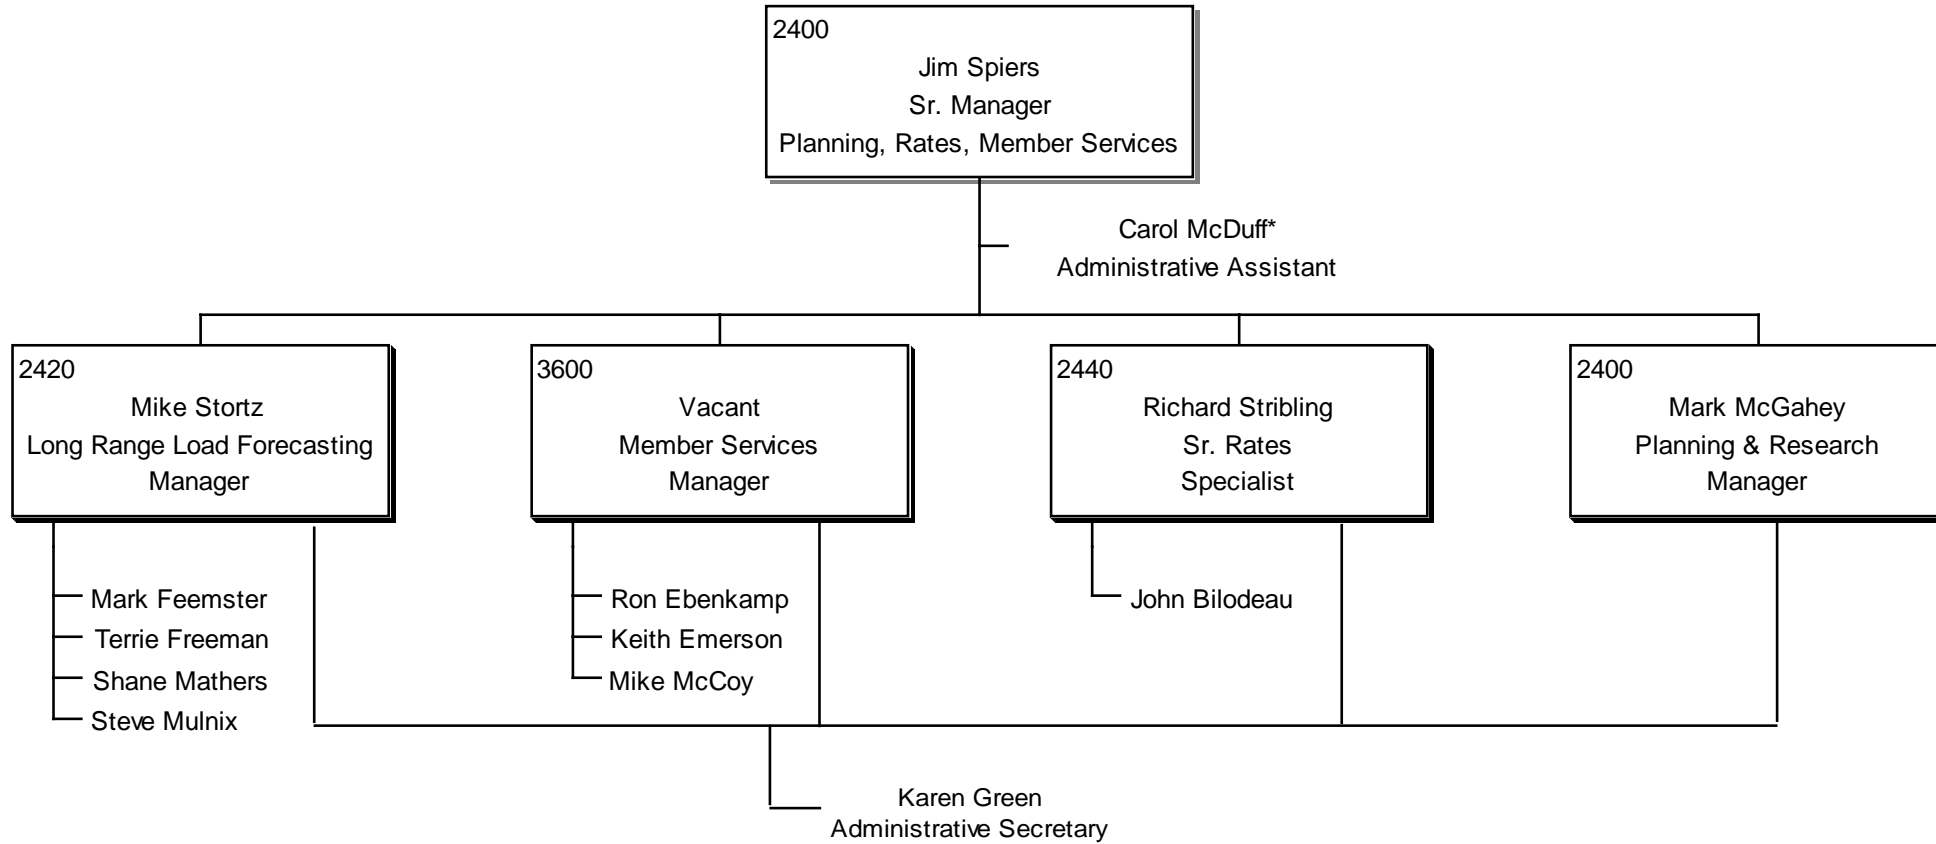 2400
Jim Spiers
Sr. Manager
Planning, Rates, Member Services
Carol McDuff*
Administrative Assistant
2420
Mike Stortz
Long Range Load Forecasting
Manager
3600
Vacant
Member Services
Manager
2440
Richard Stribling
Sr. Rates
Specialist
2400
Mark McGahey
Planning & Research
Manager
Mark Feemster
Terrie Freeman
Shane Mathers
Steve Mulnix
Ron Ebenkamp
Keith Emerson
Mike McCoy
John Bilodeau
Karen Green
Administrative Secretary